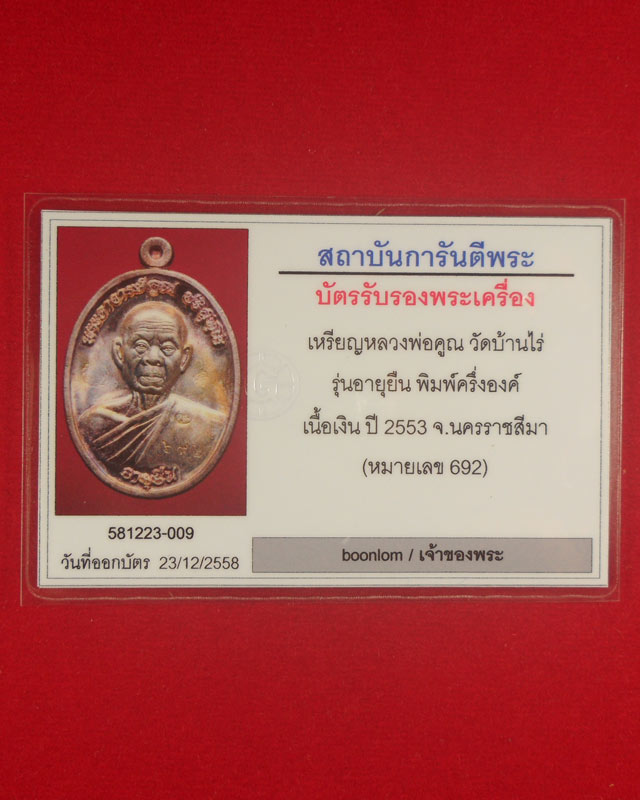 สถาบันการันตีพระ
บัตรรับรองพระเครื่อง
เหรียญหลวงพ่อคูณ วัดบ้านไร่
รุ่นอายุยืน พิมพ์ครึ่งองค์
เนื้อเงิน ปี 2553 จ.นครราชสีมา
(หมายเลข 692)
อายุยืน
581223-009
วันที่ออกบัตร 23/12/2558
boonlom / เจ้าของพระ